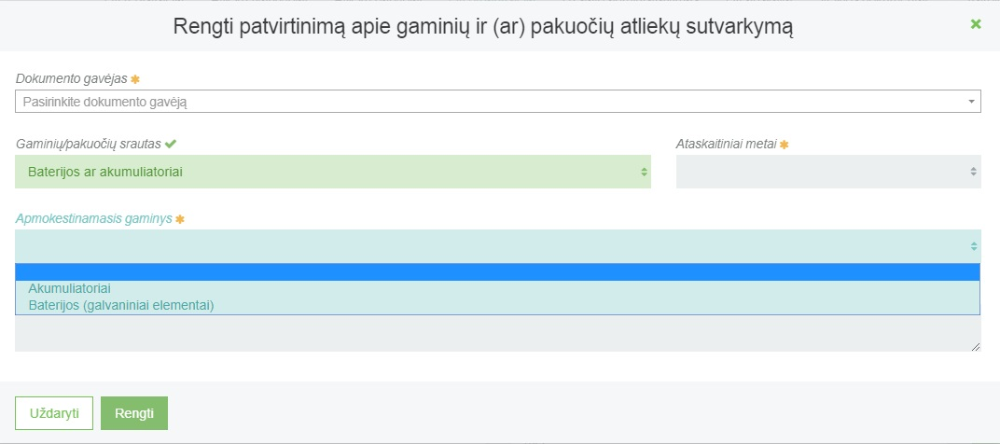 Rengti patvirtinimą apie gaminių ir (ar) pakuočių atliekų sutvarkymą
Dokumento gavėjas
Pasirinkite dokumento gavėją
Gaminių/pakuočių srautas
Ataskaitiniai metai
Baterijos ar akumuliatoriai
Apmokestinamasis gaminys
Akumuliatoriai
Baterijos (galvaniniai elementai)
Uždaryti
Rengti